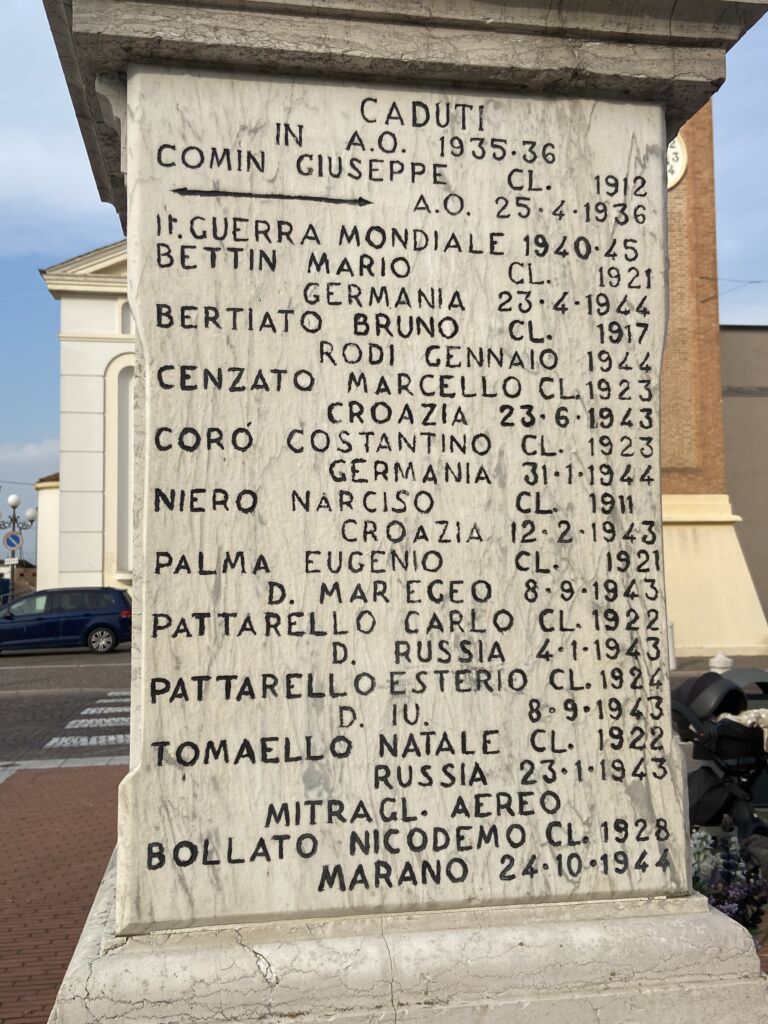 CADUTI
IN A.O. 1935·36
COMIN GIUSEPPE CL. 1912
A.O. 25·4·1936
IIª. GUERRA MONDIALE 1940·45
BETTIN MARIO CL. 1921
GERMANIA 23·4·1944
BERTIATO BRUNO CL. 1917
RODI GENNAIO 1944
CENZATO MARCELLO CL. 1923
CROAZIA 23·6·1943
CORÓ COSTANTINO CL. 1923
GERMANIA 31·1·1944
NIERO NARCISO CL. 1911
CROAZIA 12·2·1943
PALMA EUGENIO CL. 1921
D. MAR EGEO 8·9·1943
PATTARELLO CARLO CL. 1922
D. RUSSIA 4·1·1943
PATTARELLO ESTERIO CL. 1924
D. IU. 8·9·1943
TOMAELLO NATALE CL. 1922
RUSSIA 23·1·1943
MITRAGL. AEREO
BOLLATO NICODEMO CL. 1928
MARANO 24·10·1944